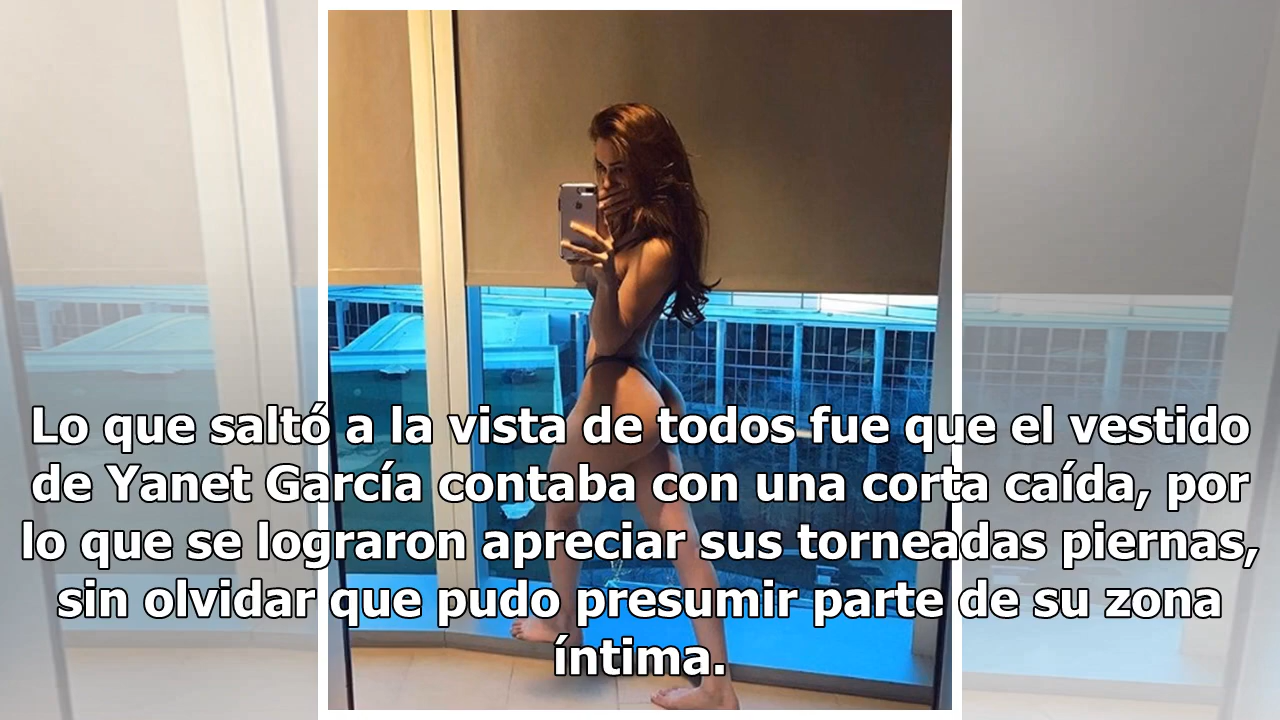 Lo que saltó a la vista de todos fue que el vestido
de Yanet García contaba con una corta caída, por
lo que se lograron apreciar sus torneadas piernas,
sin olvidar que pudo presumir parte de su zona
íntima.